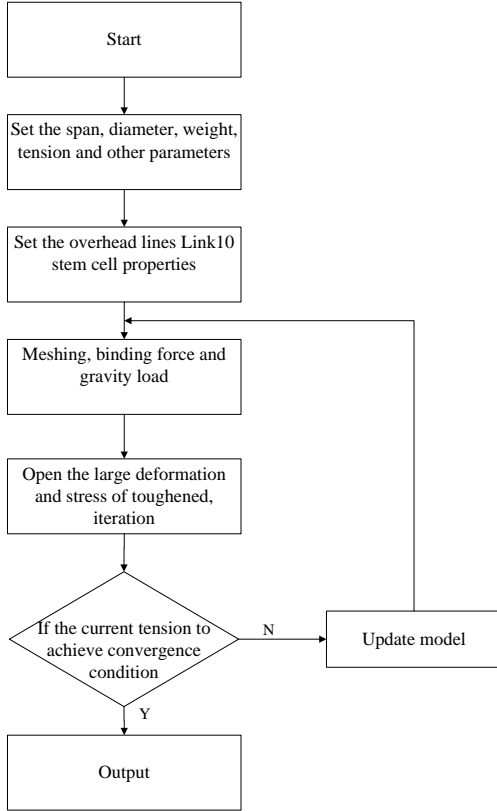 Start
Set the span, diameter, weight,
tension and other parameters
Set the overhead lines Link10
stem cell properties
Meshing, binding force and
gravity load
Open the large deformation
and stress of toughened,
iteration
If the current tension to
achieve convergence
condition
N
Update model
Y
Output